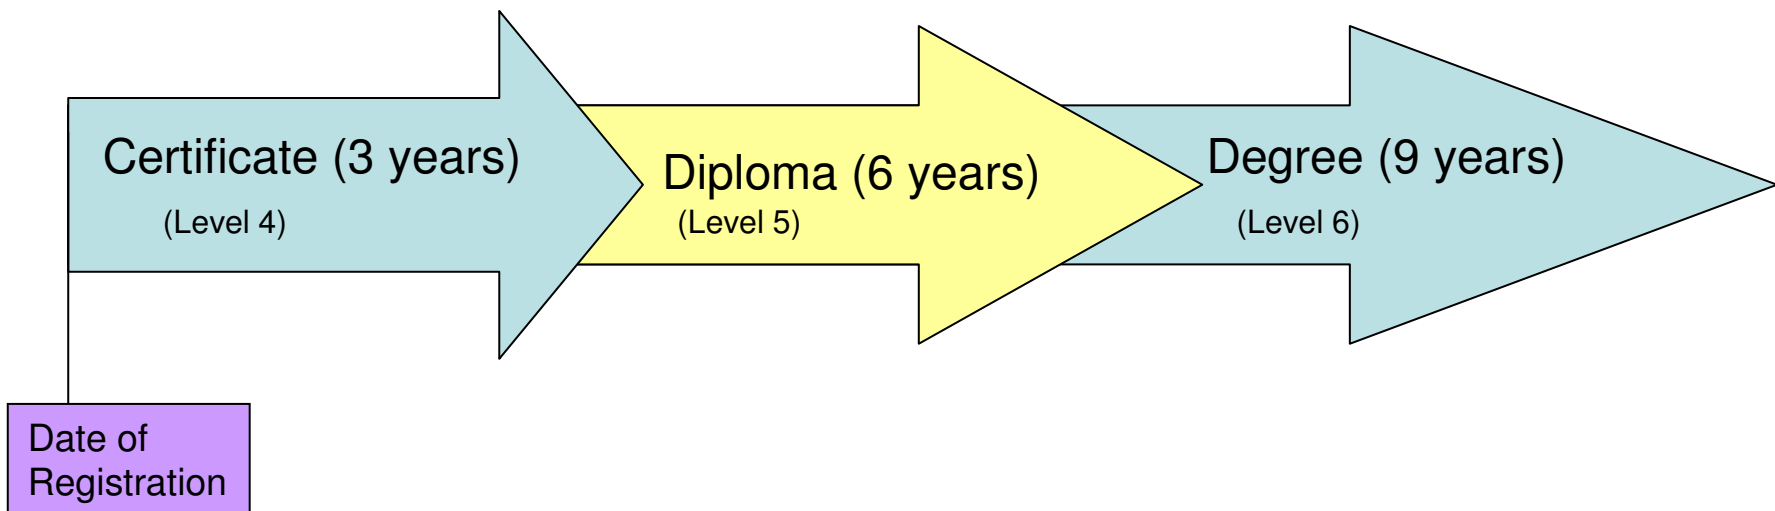 Certificate (3 years)
(Level 4)
Diploma (6 years)
(Level 5)
Degree (9 years)
(Level 6)
Date of
Registration